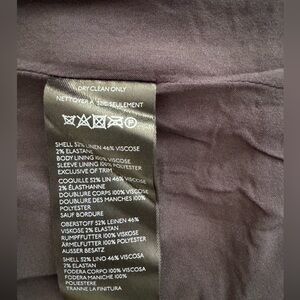 DRY CLEAN ONLY
NETTOYER A SEC SEULEMENT
SHELL 52% LINEN 46% VISCOSE
2% ELASTANE
BODY LINING 100% VISCOSE
SLEEVE LINING 100% POLYESTER
EXCLUSIVE OF TRIM
COQUILLE 52% LIN 46% VISCOSE
2% ÉLASTHANNE
DOUBLURE CORPS 100% VISCOSE
DOUBLURE DES MANCHES 100%
POLYESTER
SAUF BORDURE
OBERSTOFF 52% LEINEN 46%
VISKOSE 2% ELASTAN
RUMPFFUTTER 100% VISKOSE
ÄRMELFUTTER 100% POLYESTER
AUSSER BESATZ
SHELL 52% LINO 46% VISCOSA
2% ELASTAN
FODERA CORPO 100% VISCOSA
FODERA MANICHE 100%
POLIESTERE
TRANNE LA FINITURA